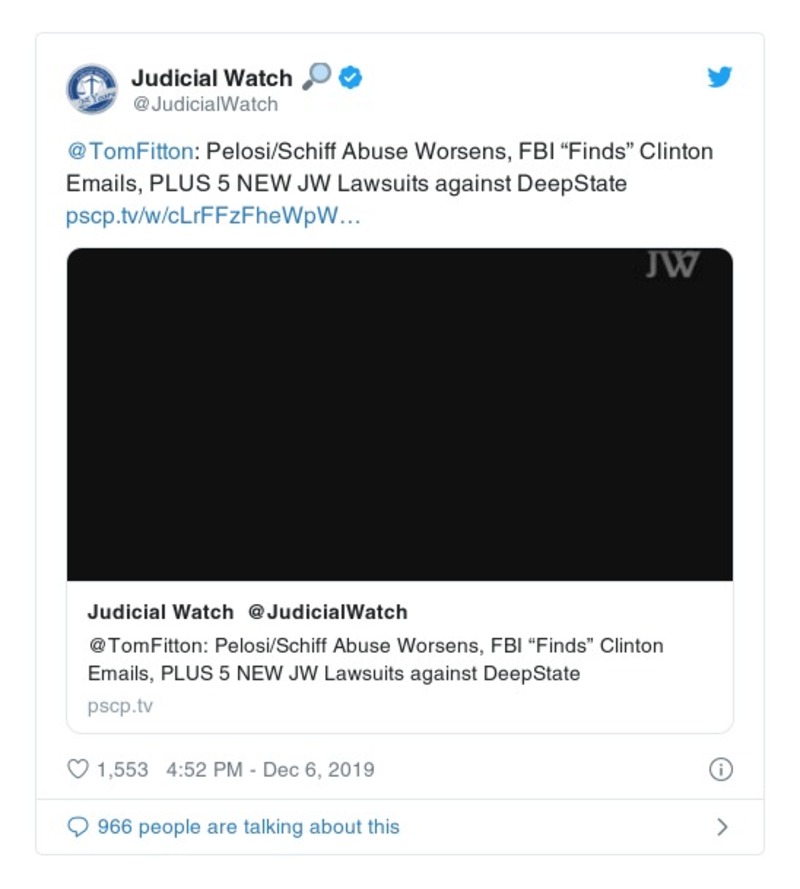 Judicial Watch
@JudicialWatch
@TomFitton: Pelosi/Schiff Abuse Worsens, FBI “Finds” Clinton
Emails, PLUS 5 NEW JW Lawsuits against DeepState
pscp.tv/w/cLrFFzFheWpW…
JW
Judicial Watch @JudicialWatch
@TomFitton: Pelosi/Schiff Abuse Worsens, FBI “Finds” Clinton
Emails, PLUS 5 NEW JW Lawsuits against DeepState
pscp.tv
1,553 4:52 PM - Dec 6, 2019
966 people are talking about this